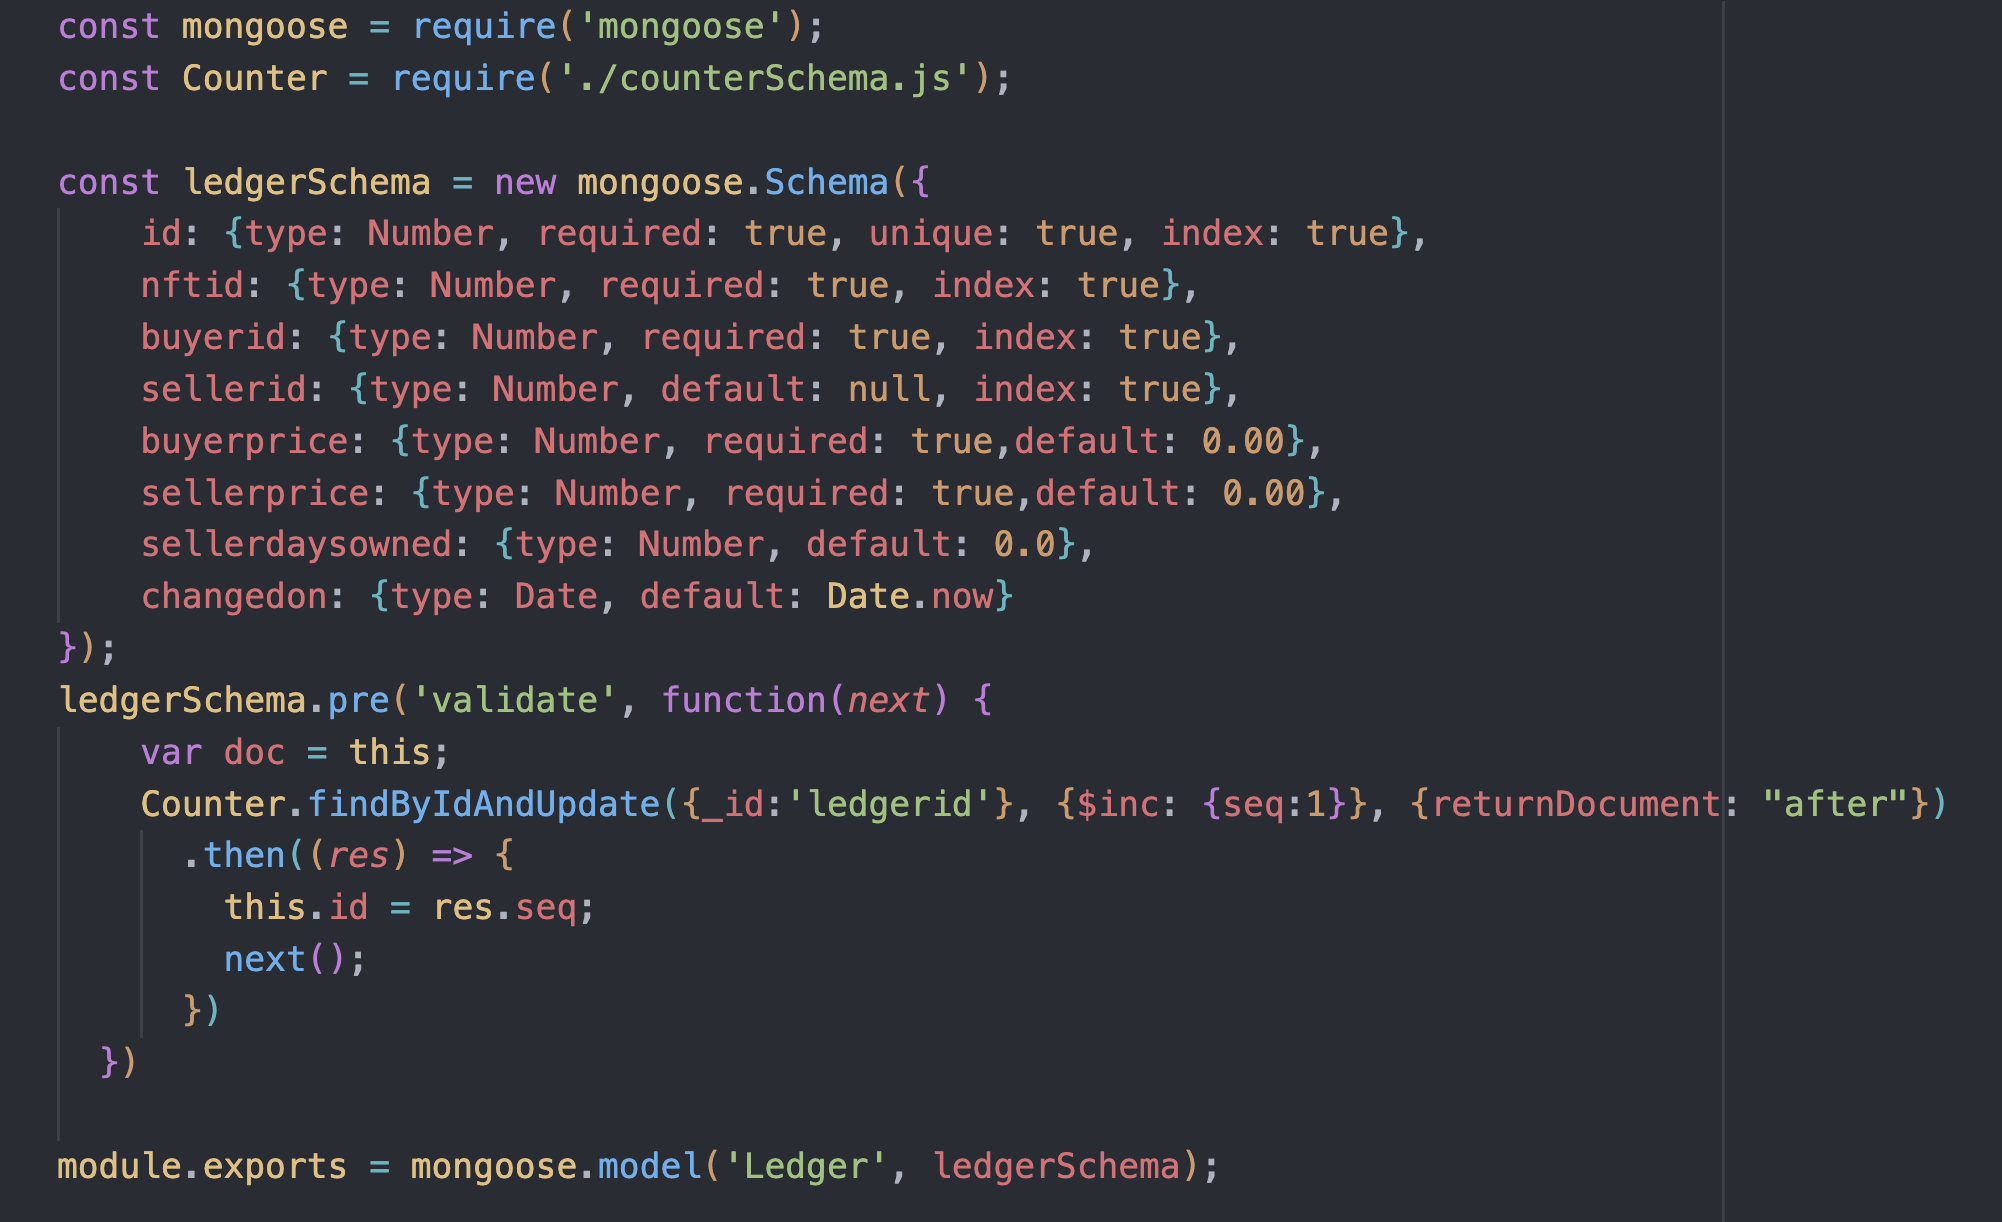 const mongoose = require('mongoose');
const Counter = require('./counterSchema.js');

const ledgerSchema = new mongoose.Schema({
    id: {type: Number, required: true, unique: true, index: true},
    nftid: {type: Number, required: true, index: true},
    buyerid: {type: Number, required: true, index: true},
    sellerid: {type: Number, default: null, index: true},
    buyerprice: {type: Number, required: true,default: 0.00},
    sellerprice: {type: Number, required: true,default: 0.00},
    sellerdaysowned: {type: Number, default: 0.0},
    changedon: {type: Date, default: Date.now}
});
ledgerSchema.pre('validate', function(next) {
    var doc = this;
    Counter.findByIdAndUpdate({_id:'ledgerid'}, {$inc: {seq:1}}, {returnDocument: "after"})
      .then((res) => {
        this.id = res.seq;
        next();
      })
  })

module.exports = mongoose.model('Ledger', ledgerSchema);